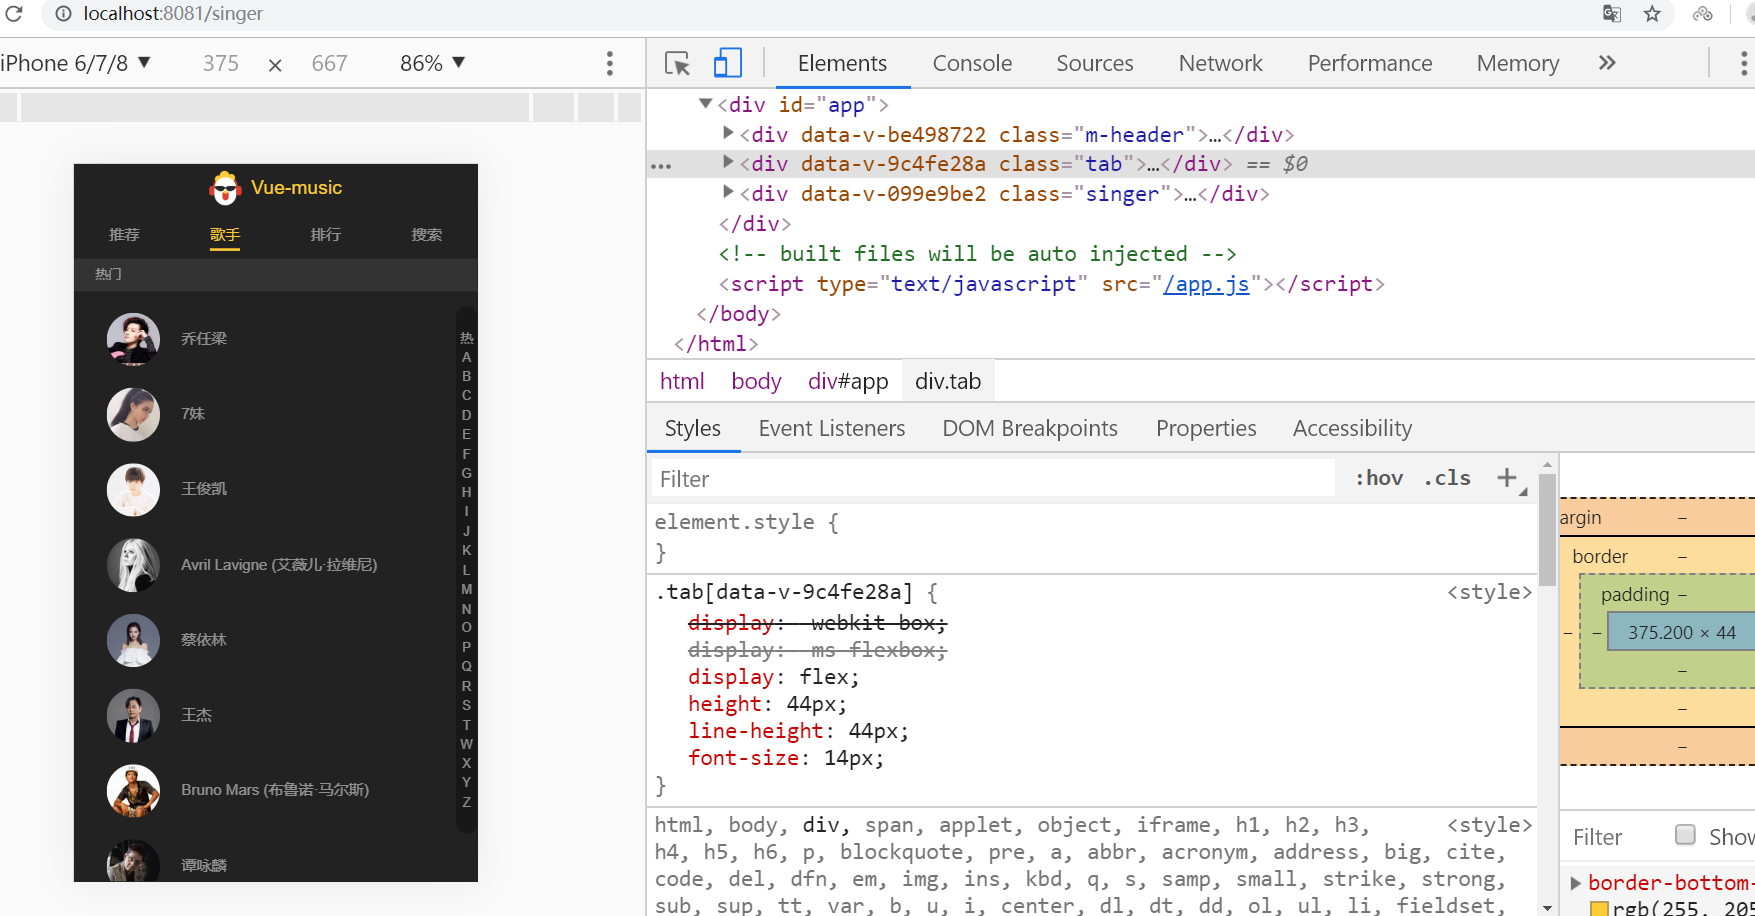 localhost:8081/singer
iPhone 6/7/8 ▼ 375 × 667 86% ▼
Elements Console Sources Network Performance Memory »
Vue-music
推荐 歌手 排行 搜索
热门
乔任梁
7妹
王俊凯
Avril Lavigne (艾薇儿·拉维尼)
蔡依林
王杰
Bruno Mars (布鲁诺·马尔斯)
谭咏麟
热
A
B
C
D
E
F
G
H
I
J
K
L
M
N
O
P
Q
R
S
T
W
X
Y
Z
▼<div id="app">
▶<div data-v-be498722 class="m-header">…</div>
… ▶<div data-v-9c4fe28a class="tab">…</div> == $0
▶<div data-v-099e9be2 class="singer">…</div>
</div>
<!-- built files will be auto injected -->
<script type="text/javascript" src="/app.js"></script>
</body>
</html>
html body div#app div.tab
Styles Event Listeners DOM Breakpoints Properties Accessibility
Filter :hov .cls +
element.style {
}
.tab[data-v-9c4fe28a] { <style>
display: -webkit-box;
display: -ms-flexbox;
display: flex;
height: 44px;
line-height: 44px;
font-size: 14px;
}
html, body, div, span, applet, object, iframe, h1, h2, h3, <style>
h4, h5, h6, p, blockquote, pre, a, abbr, acronym, address, big, cite,
code, del, dfn, em, img, ins, kbd, q, s, samp, small, strike, strong,
sub, sup, tt, var, b, u, i, center, dl, dt, dd, ol, ul, li, fieldset,
argin –
border –
padding –
– – 375.200 × 44
–
–
–
Filter Show
▶border-bottom-
rgb(255, 205